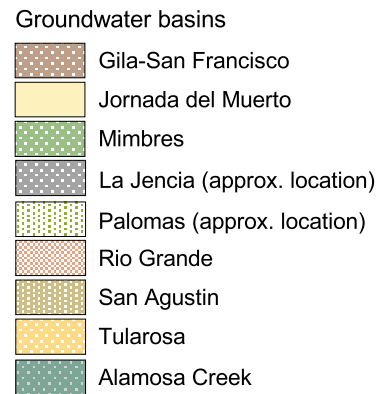 Groundwater basins
Gila-San Francisco
Jornada del Muerto
Mimbres
La Jencia (approx. location)
Palomas (approx. location)
Rio Grande
San Agustin
Tularosa
Alamosa Creek